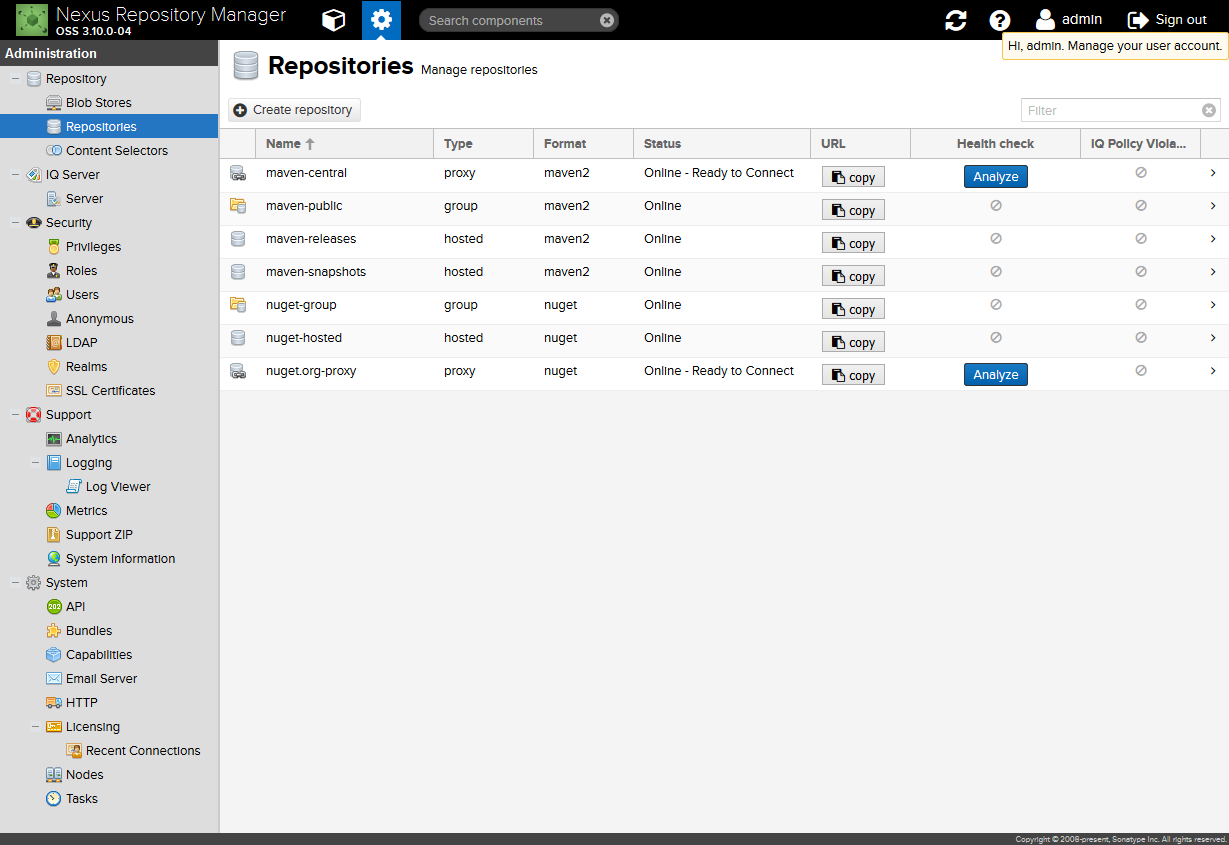 Nexus Repository Manager
OSS 3.10.0-04
Search components
admin
Sign out
Hi, admin. Manage your user account.
Administration
Repository
Blob Stores
Repositories
Content Selectors
IQ Server
Server
Security
Privileges
Roles
Users
Anonymous
LDAP
Realms
SSL Certificates
Support
Analytics
Logging
Log Viewer
Metrics
Support ZIP
System Information
System
202 API
Bundles
Capabilities
Email Server
HTTP
Licensing
Recent Connections
Nodes
Tasks
Repositories Manage repositories
Create repository
Filter
Name Type Format Status URL Health check IQ Policy Viola...
maven-central proxy maven2 Online - Ready to Connect copy Analyze
maven-public group maven2 Online copy
maven-releases hosted maven2 Online copy
maven-snapshots hosted maven2 Online copy
nuget-group group nuget Online copy
nuget-hosted hosted nuget Online copy
nuget.org-proxy proxy nuget Online - Ready to Connect copy Analyze
Copyright © 2008-present, Sonatype Inc. All rights reserved.